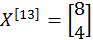 X^[13] = [8
4]